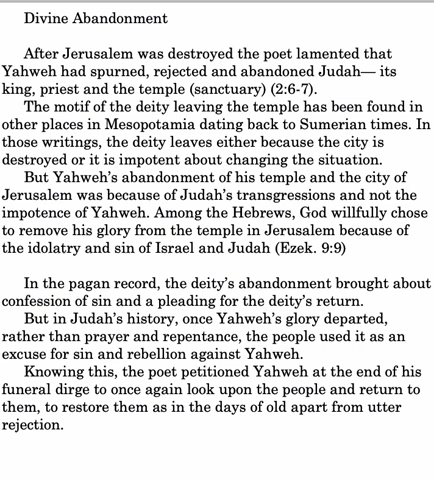 Divine Abandonment
After Jerusalem was destroyed the poet lamented that
Yahweh had spurned, rejected and abandoned Judah— its
king, priest and the temple (sanctuary) (2:6-7).
The motif of the deity leaving the temple has been found in
other places in Mesopotamia dating back to Sumerian times. In
those writings, the deity leaves either because the city is
destroyed or it is impotent about changing the situation.
But Yahweh's abandonment of his temple and the city of
Jerusalem was because of Judah's transgressions and not the
impotence of Yahweh. Among the Hebrews, God willfully chose
to remove his glory from the temple in Jerusalem because of
the idolatry and sin of Israel and Judah (Ezek. 9:9)
In the pagan record, the deity's abandonment brought about
confession of sin and a pleading for the deity's return.
But in Judah's history, once Yahweh's glory departed,
rather than prayer and repentance, the people used it as an
excuse for sin and rebellion against Yahweh.
Knowing this, the poet petitioned Yahweh at the end of his
funeral dirge to once again look upon the people and return to
them, to restore them as in the days of old apart from utter
rejection.